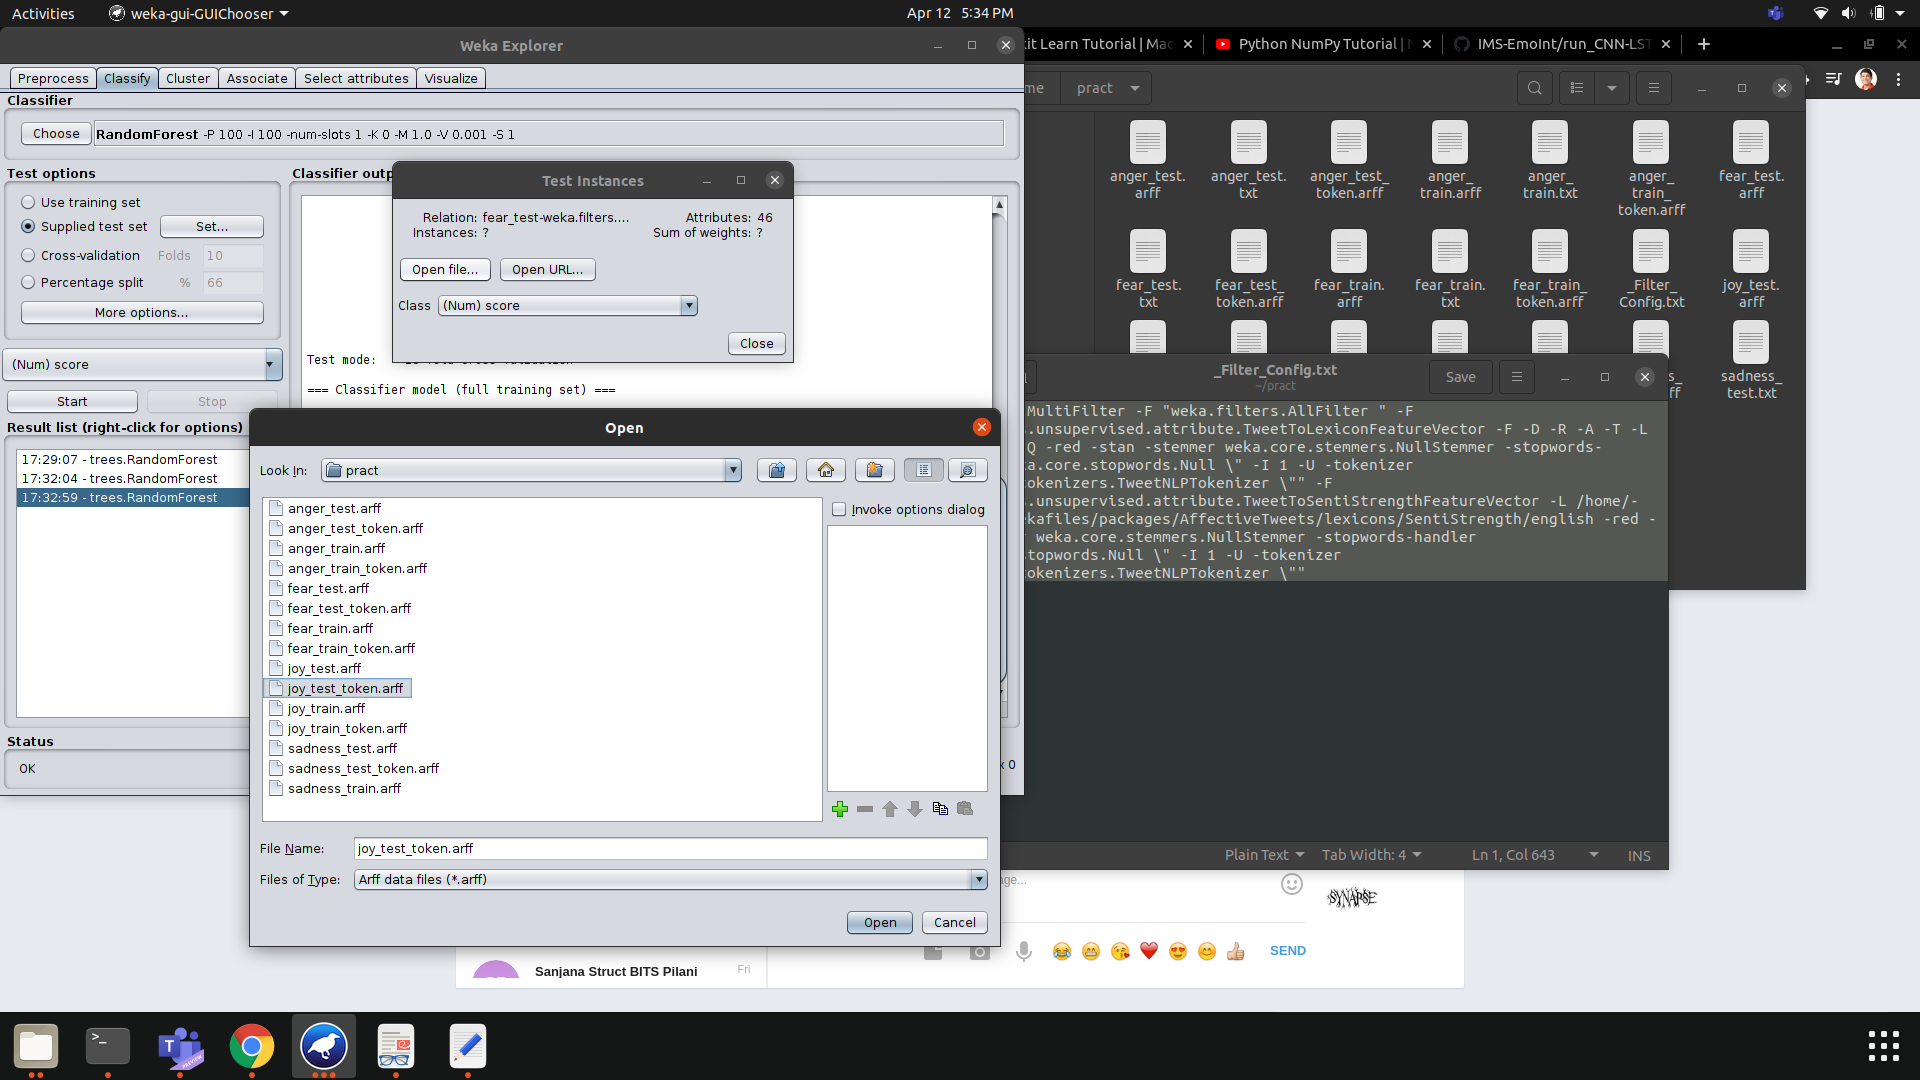 Activities
weka-gui-GUIChooser
Apr 12 5:34 PM
Weka Explorer
Preprocess
Classify
Cluster
Associate
Select attributes
Visualize
Classifier
Choose
RandomForest -P 100 -I 100 -num-slots 1 -K 0 -M 1.0 -V 0.001 -S 1
Test options
Use training set
Supplied test set
Set...
Cross-validation Folds 10
Percentage split % 66
More options...
(Num) score
Start
Stop
Result list (right-click for options)
17:29:07 - trees.RandomForest
17:32:04 - trees.RandomForest
17:32:59 - trees.RandomForest
Status
OK
x 0
Classifier outp
Test mode:
=== Classifier model (full training set) ===
Test Instances
Relation: fear_test-weka.filters....
Attributes: 46
Instances: ?
Sum of weights: ?
Open file...
Open URL...
Class
(Num) score
Close
Open
Look In:
pract
anger_test.arff
anger_test_token.arff
anger_train.arff
anger_train_token.arff
fear_test.arff
fear_test_token.arff
fear_train.arff
fear_train_token.arff
joy_test.arff
joy_test_token.arff
joy_train.arff
joy_train_token.arff
sadness_test.arff
sadness_test_token.arff
sadness_train.arff
Invoke options dialog
File Name:
joy_test_token.arff
Files of Type:
Arff data files (*.arff)
Open
Cancel
kit Learn Tutorial | Mac
Python NumPy Tutorial |
IMS-EmoInt/run_CNN-LST
me
pract
anger_test.
arff
anger_test.
txt
anger_test_
token.arff
anger_
train.arff
anger_
train.txt
anger_
train_
token.arff
fear_test.
arff
fear_test.
txt
fear_test_
token.arff
fear_train.
arff
fear_train.
txt
fear_train_
token.arff
_Filter_
Config.txt
joy_test.
arff
s_
ff
sadness_
test.txt
_Filter_Config.txt
~/pract
Save
MultiFilter -F "weka.filters.AllFilter " -F
.unsupervised.attribute.TweetToLexiconFeatureVector -F -D -R -A -T -L
Q -red -stan -stemmer weka.core.stemmers.NullStemmer -stopwords-
a.core.stopwords.Null \" -I 1 -U -tokenizer
okenizers.TweetNLPTokenizer \"" -F
.unsupervised.attribute.TweetToSentiStrengthFeatureVector -L /home/-
ekafiles/packages/AffectiveTweets/lexicons/SentiStrength/english -red -
weka.core.stemmers.NullStemmer -stopwords-handler
topwords.Null \" -I 1 -U -tokenizer
okenizers.TweetNLPTokenizer \""
Plain Text
Tab Width: 4
Ln 1, Col 643
INS
age...
SYNAPSE
SEND
Sanjana Struct BITS Pilani
Fri
PREVIEW